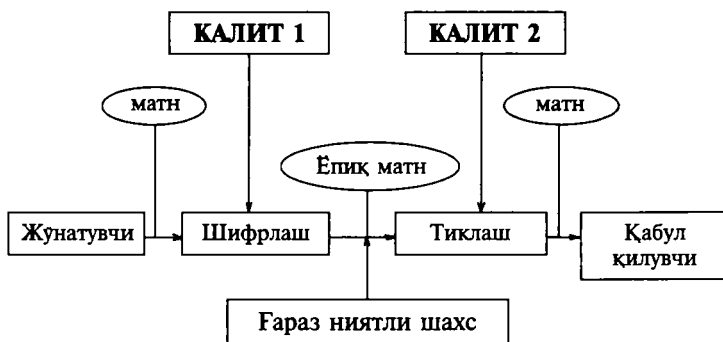 КАЛИТ 1
КАЛИТ 2
матн
матн
Ёпиқ матн
Жўнатувчи
Шифрлаш
Тиклаш
Қабул
қилувчи
Ғараз ниятли шахс